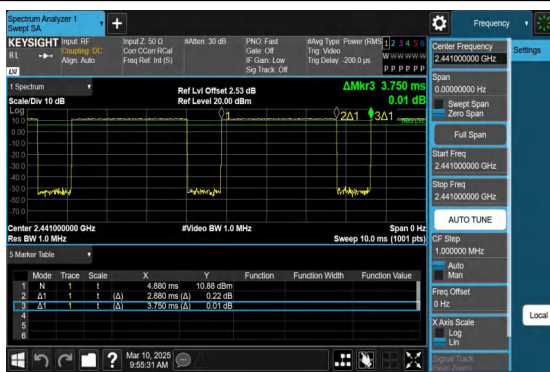 Spectrum Analyzer 1
Swept SA
+
Frequency
KEYSIGHT Input: RF Input Z: 50 Ω #Atten: 30 dB PNO: Fast #Avg Type: Power (RMS 1 2 3 4 5 6
RL Coupling: DC Corr CCorr RCal Gate: Off Trig: Video W W W W W W
Align: Auto Freq Ref: Int (S) IF Gain: Low Trig Delay: -200.0 µs P P P P P P
Sig Track: Off
LXI
1 Spectrum
Scale/Div 10 dB
Ref Lvl Offset 2.53 dB
Ref Level 20.00 dBm
ΔMkr3 3.750 ms
0.01 dB
Log
10.0
0.00
-10.0
-20.0
-30.0
-40.0
-50.0
-60.0
-70.0
1
2Δ1
3Δ1
Center 2.441000000 GHz #Video BW 1.0 MHz Span 0 Hz
Res BW 1.0 MHz Sweep 10.0 ms (1001 pts)
5 Marker Table
Mode Trace Scale X Y Function Function Width Function Value
1 N 1 t 4.880 ms 10.88 dBm
2 Δ1 1 t (Δ) 2.880 ms (Δ) 0.22 dB
3 Δ1 1 t (Δ) 3.750 ms (Δ) 0.01 dB
4
5
6
Mar 10, 2025
9:55:31 AM
?
Center Frequency
2.441000000 GHz
Settings
Span
0.00000000 Hz
Swept Span
Zero Span
Full Span
Start Freq
2.441000000 GHz
Stop Freq
2.441000000 GHz
AUTO TUNE
CF Step
1.000000 MHz
Auto
Man
Freq Offset
0 Hz
Local
X Axis Scale
Log
Lin
Signal Track
(Span Zoom)